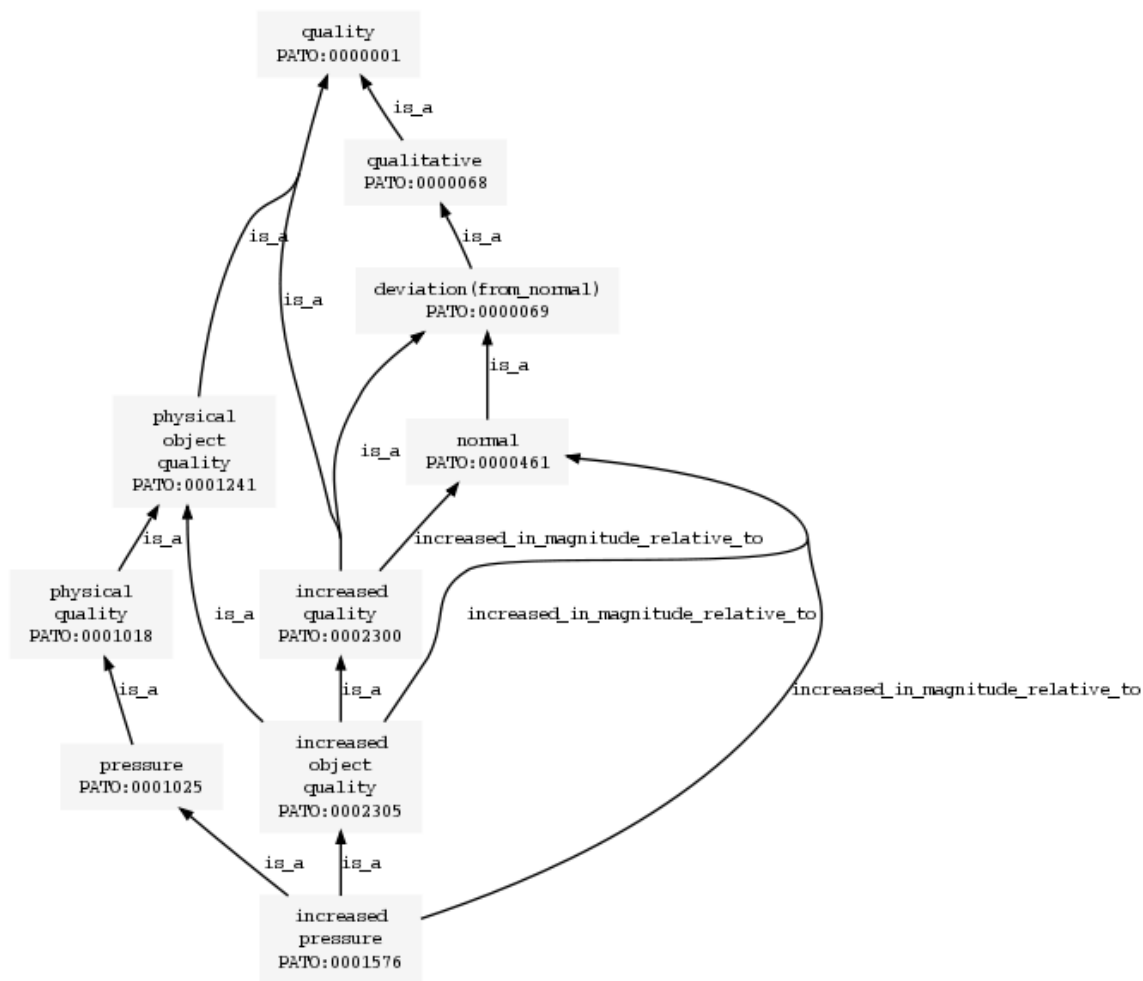 quality
PATO:0000001
is_a
qualitative
PATO:0000068
is_a
is_a
deviation(from_normal)
PATO:0000069
is_a
is_a
physical
object
quality
PATO:0001241
normal
PATO:0000461
is_a
is_a
increased_in_magnitude_relative_to
physical
quality
PATO:0001018
increased
quality
PATO:0002300
is_a
increased_in_magnitude_relative_to
is_a
is_a
increased_in_magnitude_relative_to
pressure
PATO:0001025
increased
object
quality
PATO:0002305
is_a
is_a
increased
pressure
PATO:0001576